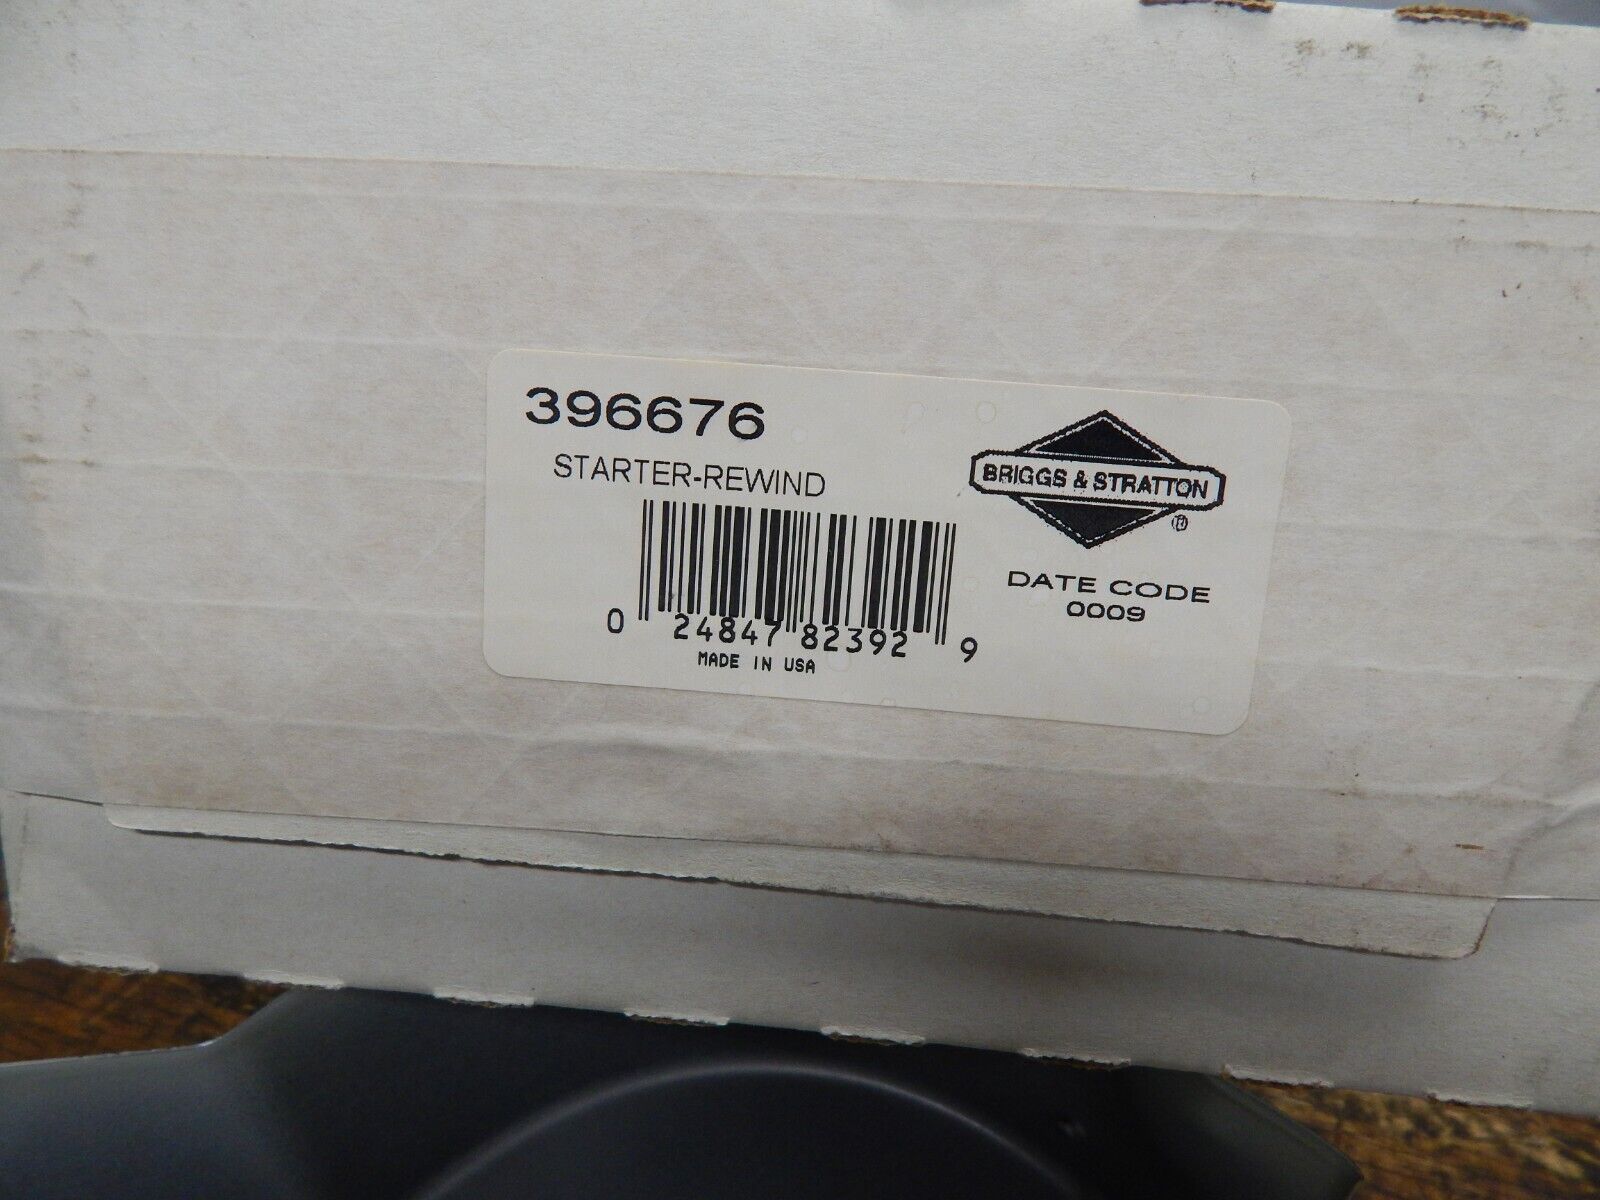 396676
STARTER-REWIND
BRIGGS & STRATTON
®
DATE CODE
0009
0 24847 82392 9
MADE IN USA